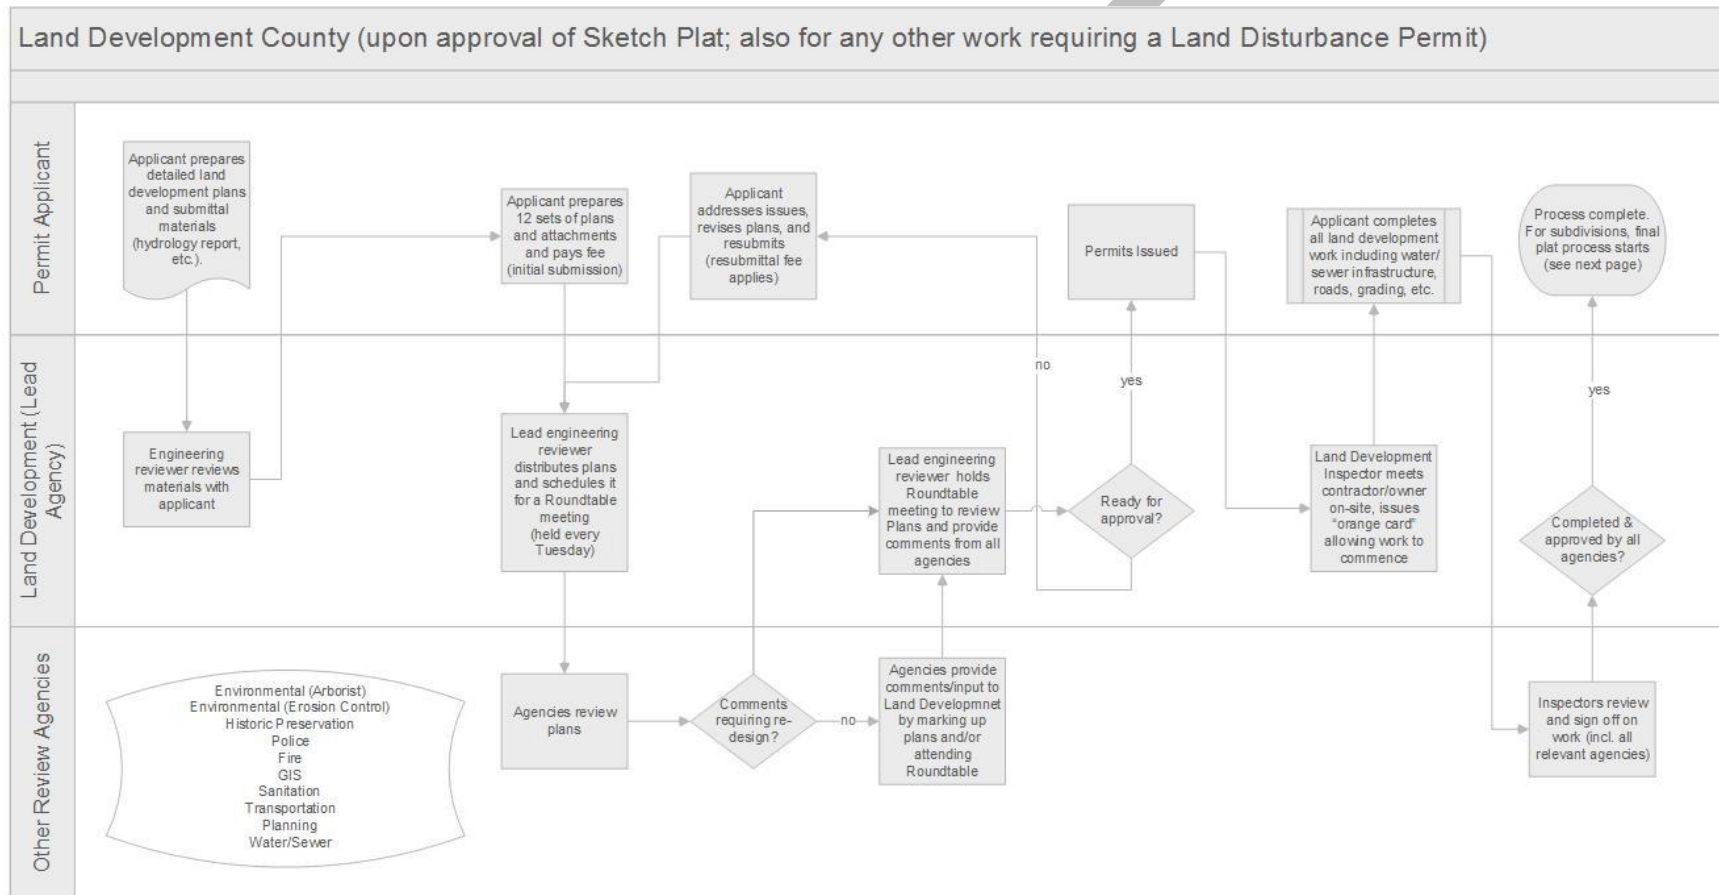 Land Development County (upon approval of Sketch Plat; also for any other work requiring a Land Disturbance Permit)
Permit Applicant
Applicant prepares
detailed land
development plans
and submittal
materials
(hydrology report,
etc.).
Applicant prepares
12 sets of plans
and attachments
and pays fee
(initial submission)
Applicant
addresses issues,
revises plans, and
resubmits
(resubmittal fee
applies)
Permits Issued
Applicant completes
all land development
work including water/
sewer infrastructure,
roads, grading, etc.
Process complete.
For subdivisions, final
plat process starts
(see next page)
Land Development (Lead
Agency)
Engineering
reviewer reviews
materials with
applicant
Lead engineering
reviewer
distributes plans
and schedules it
for a Roundtable
meeting
(held every
Tuesday)
Lead engineering
reviewer holds
Roundtable
meeting to review
Plans and provide
comments from all
agencies
no
yes
Ready for
approval?
Land Development
Inspector meets
contractor/owner
on-site, issues
“orange card”
allowing work to
commence
yes
Completed &
approved by all
agencies?
Other Review Agencies
Environmental (Arborist)
Environmental (Erosion Control)
Historic Preservation
Police
Fire
GIS
Sanitation
Transportation
Planning
Water/Sewer
Agencies review
plans
Comments
requiring re-
design?
no
Agencies provide
comments/input to
Land Developmnet
by marking up
plans and/or
attending
Roundtable
Inspectors review
and sign off on
work (incl. all
relevant agencies)